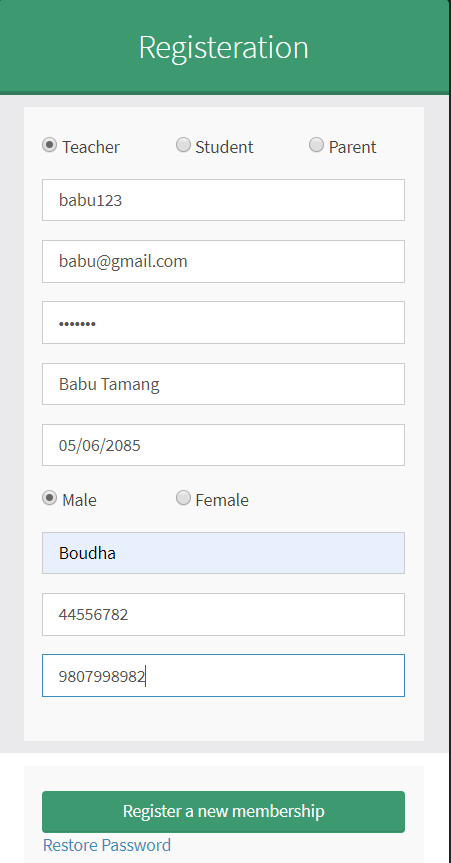 Registeration
Teacher Student Parent
babu123
babu@gmail.com
•••••••
Babu Tamang
05/06/2085
Male Female
Boudha
44556782
9807998982
Register a new membership
Restore Password